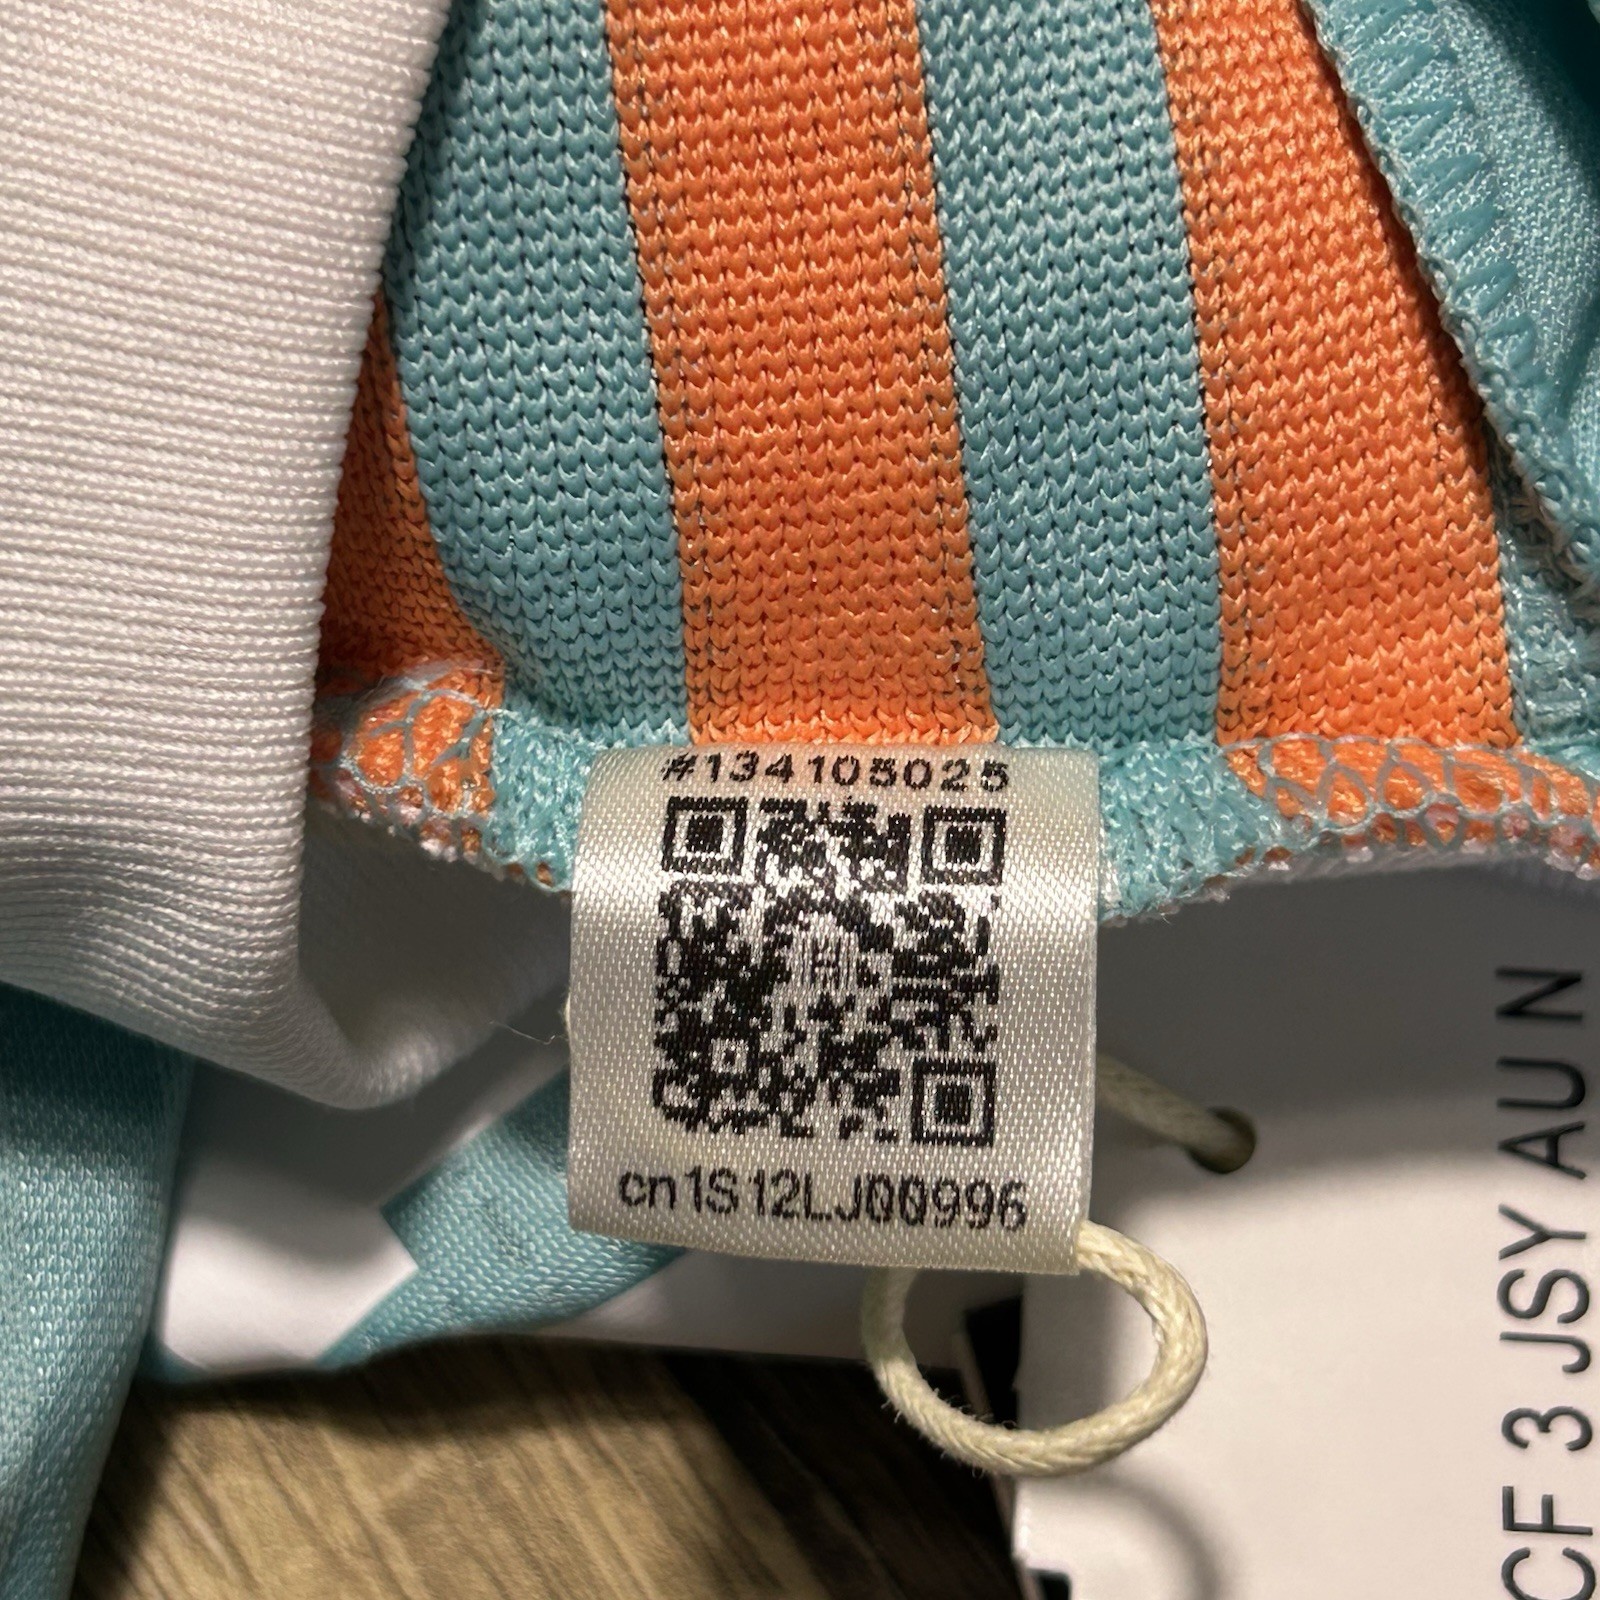 #134105025
H
cn1S12LJ00996
CF 3 JSY AU N